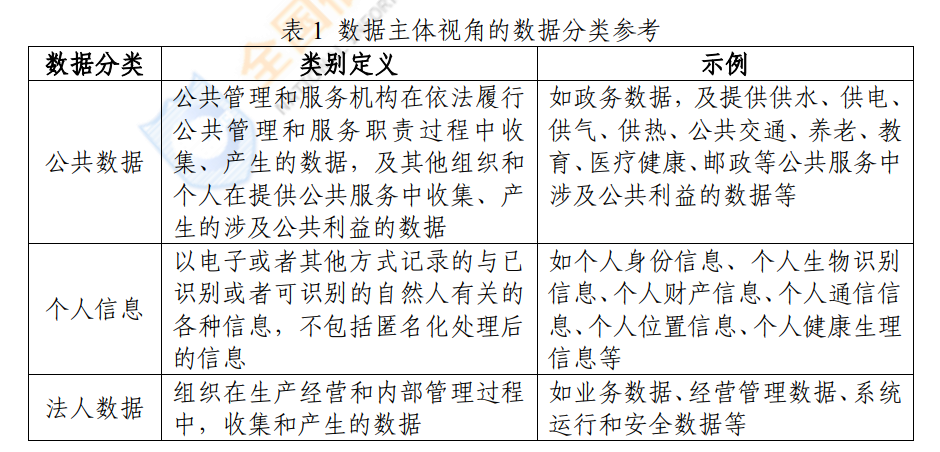 表 1 数据主体视角的数据分类参考
数据分类
类别定义
示例
公共数据
公共管理和服务机构在依法履行
公共管理和服务职责过程中收
集、产生的数据，及其他组织和
个人在提供公共服务中收集、产
生的涉及公共利益的数据
如政务数据，及提供供水、供电、
供气、供热、公共交通、养老、教
育、医疗健康、邮政等公共服务中
涉及公共利益的数据等
个人信息
以电子或者其他方式记录的与已
识别或者可识别的自然人有关的
各种信息，不包括匿名化处理后
的信息
如个人身份信息、个人生物识别
信息、个人财产信息、个人通信信
息、个人位置信息、个人健康生理
信息等
法人数据
组织在生产经营和内部管理过程
中，收集和产生的数据
如业务数据、经营管理数据、系统
运行和安全数据等